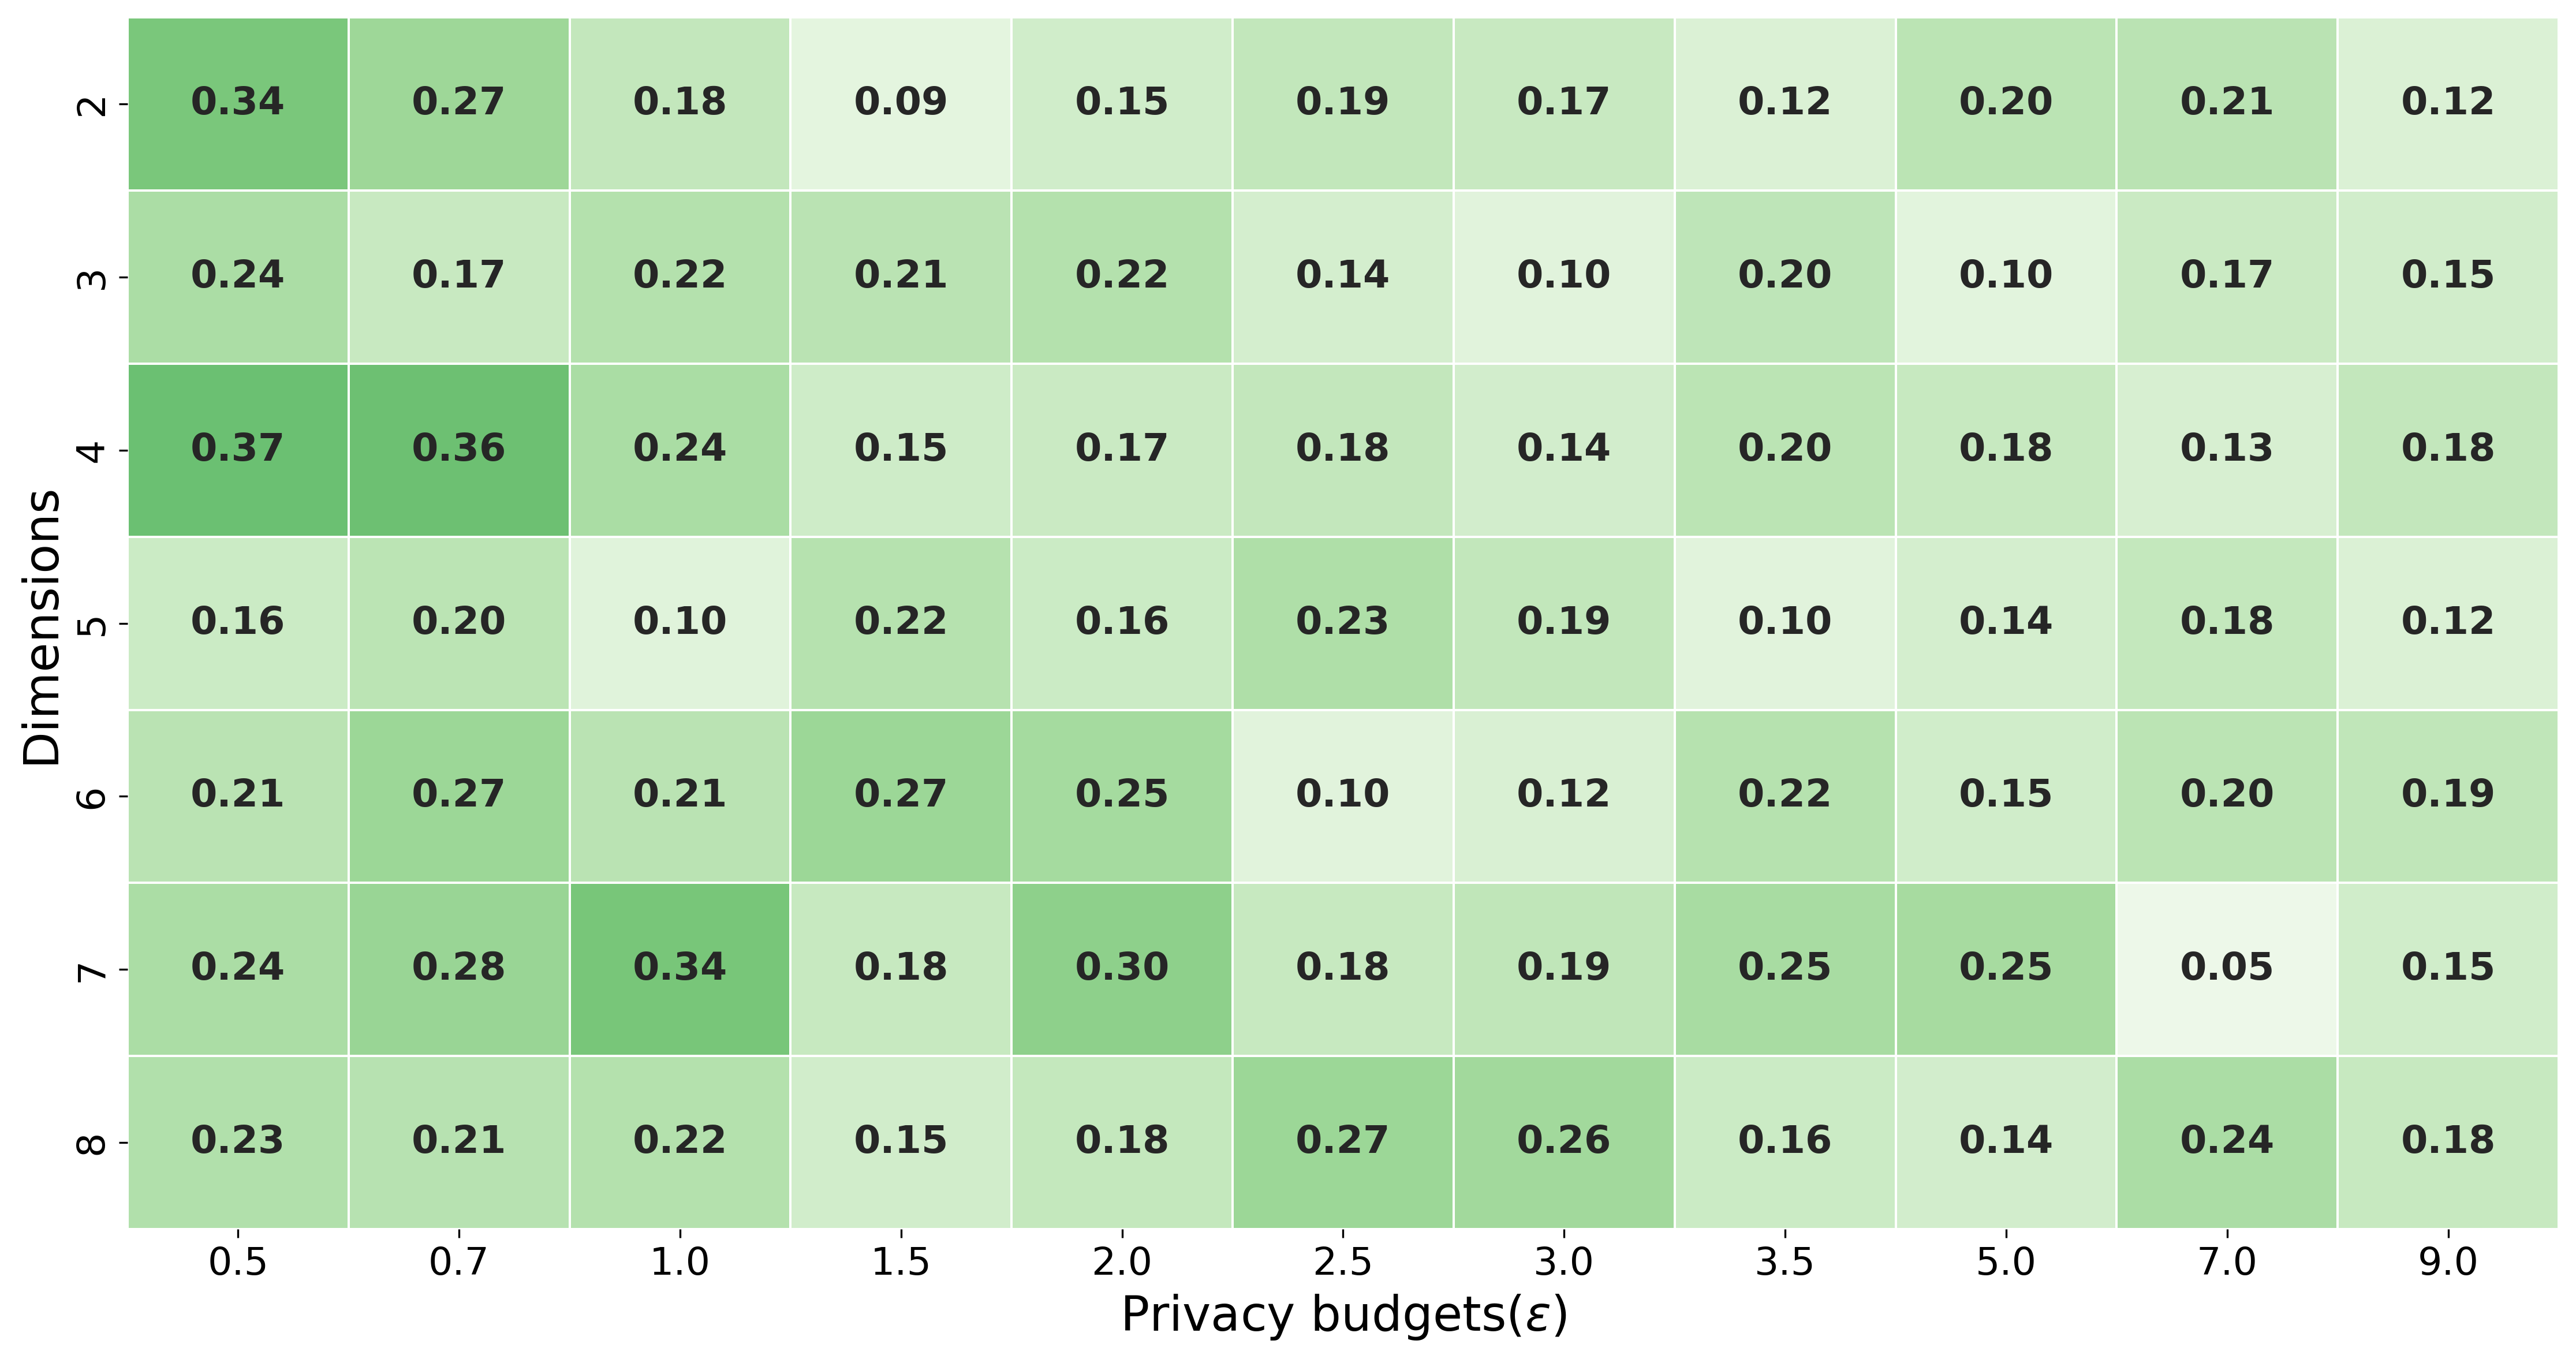 2 0.34 0.27 0.18 0.09 0.15 0.19 0.17 0.12 0.20 0.21 0.12
3 0.24 0.17 0.22 0.21 0.22 0.14 0.10 0.20 0.10 0.17 0.15
4 0.37 0.36 0.24 0.15 0.17 0.18 0.14 0.20 0.18 0.13 0.18
5 0.16 0.20 0.10 0.22 0.16 0.23 0.19 0.10 0.14 0.18 0.12
6 0.21 0.27 0.21 0.27 0.25 0.10 0.12 0.22 0.15 0.20 0.19
7 0.24 0.28 0.34 0.18 0.30 0.18 0.19 0.25 0.25 0.05 0.15
8 0.23 0.21 0.22 0.15 0.18 0.27 0.26 0.16 0.14 0.24 0.18
Dimensions
0.5 0.7 1.0 1.5 2.0 2.5 3.0 3.5 5.0 7.0 9.0
Privacy budgets(ε)